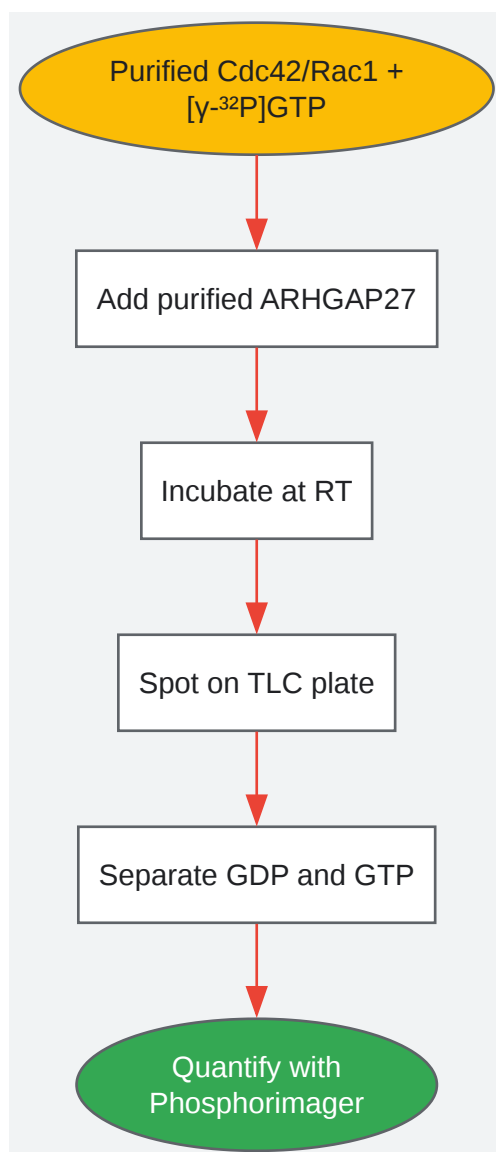 Purified Cdc42/Rac1 +
[γ-³²P]GTP
Add purified ARHGAP27
Incubate at RT
Spot on TLC plate
Separate GDP and GTP
Quantify with
Phosphorimager